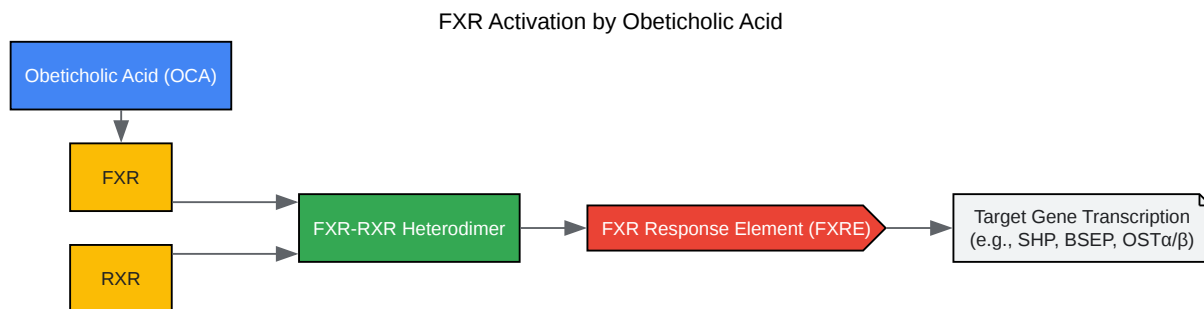 FXR Activation by Obeticholic Acid
Obeticholic Acid (OCA)
FXR
RXR
FXR-RXR Heterodimer
FXR Response Element (FXRE)
Target Gene Transcription
(e.g., SHP, BSEP, OSTα/β)